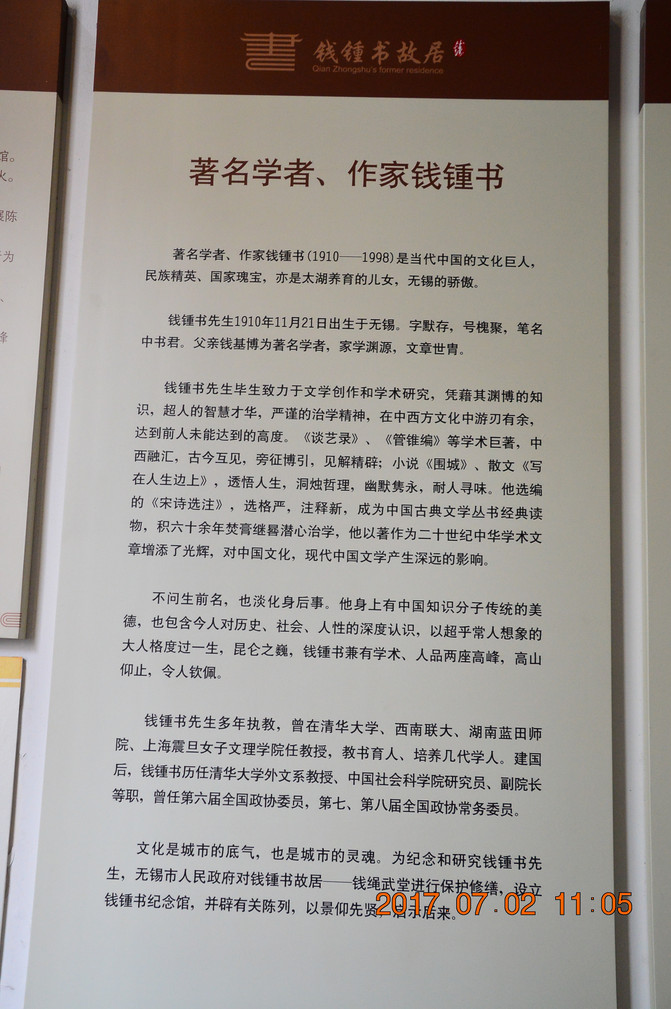 書 钱锺书故居
Qian Zhongshu's former residence
著名学者、作家钱锺书
著名学者、作家钱锺书(1910——1998)是当代中国的文化巨人，
民族精英、国家瑰宝，亦是太湖养育的儿女，无锡的骄傲。
钱锺书先生1910年11月21日出生于无锡。字默存，号槐聚，笔名
中书君。父亲钱基博为著名学者，家学渊源，文章世胄。
钱锺书先生毕生致力于文学创作和学术研究，凭藉其渊博的知
识，超人的智慧才华，严谨的治学精神，在中西方文化中游刃有余，
达到前人未能达到的高度。《谈艺录》、《管锥编》等学术巨著，中
西融汇，古今互见，旁征博引，见解精辟；小说《围城》、散文《写
在人生边上》，透悟人生，洞烛哲理，幽默隽永，耐人寻味。他选编
的《宋诗选注》，选格严，注释新，成为中国古典文学丛书经典读
物，积六十余年焚膏继晷潜心治学，他以著作为二十世纪中华学术文
章增添了光辉，对中国文化，现代中国文学产生深远的影响。
不问生前名，也淡化身后事。他身上有中国知识分子传统的美
德，也包含今人对历史、社会、人性的深度认识，以超乎常人想象的
大人格度过一生，昆仑之巍，钱锺书兼有学术、人品两座高峰，高山
仰止，令人钦佩。
钱锺书先生多年执教，曾在清华大学、西南联大、湖南蓝田师
院、上海震旦女子文理学院任教授，教书育人、培养几代学人。建国
后，钱锺书历任清华大学外文系教授、中国社会科学院研究员、副院长
等职，曾任第六届全国政协委员，第七、第八届全国政协常务委员。
文化是城市的底气，也是城市的灵魂。为纪念和研究钱锺书先
生，无锡市人民政府对钱锺书故居——钱绳武堂进行保护修缮，设立
钱锺书纪念馆，并辟有关陈列，以景仰先贤，启示后来。
2017.07.02 11:05
馆。
火。
展陈
为
、
峰